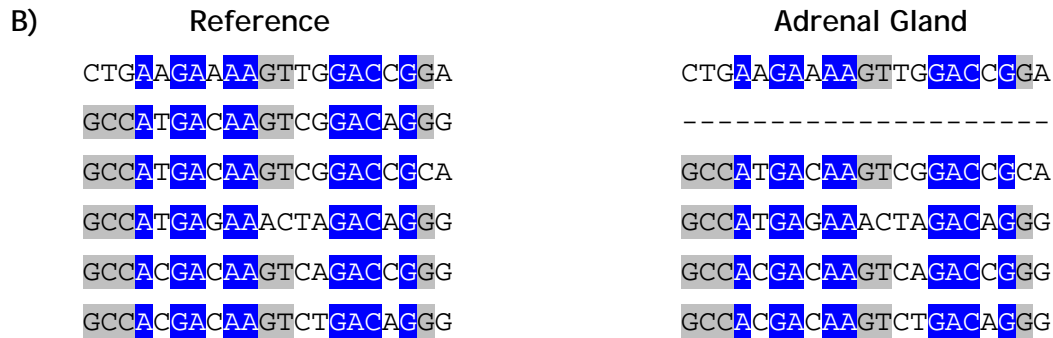 B) Reference Adrenal Gland
CTGAAGAAAAGTTGGACCGGA CTGAAGAAAAGTTGGACCGGA
GCCATGACAAGTCGGACAGGG ---------------------
GCCATGACAAGTCGGACCGCA GCCATGACAAGTCGGACCGCA
GCCATGAGAAACTAGACAGGG GCCATGAGAAACTAGACAGGG
GCCACGACAAGTCAGACCGGG GCCACGACAAGTCAGACCGGG
GCCACGACAAGTCTGACAGGG GCCACGACAAGTCTGACAGGG